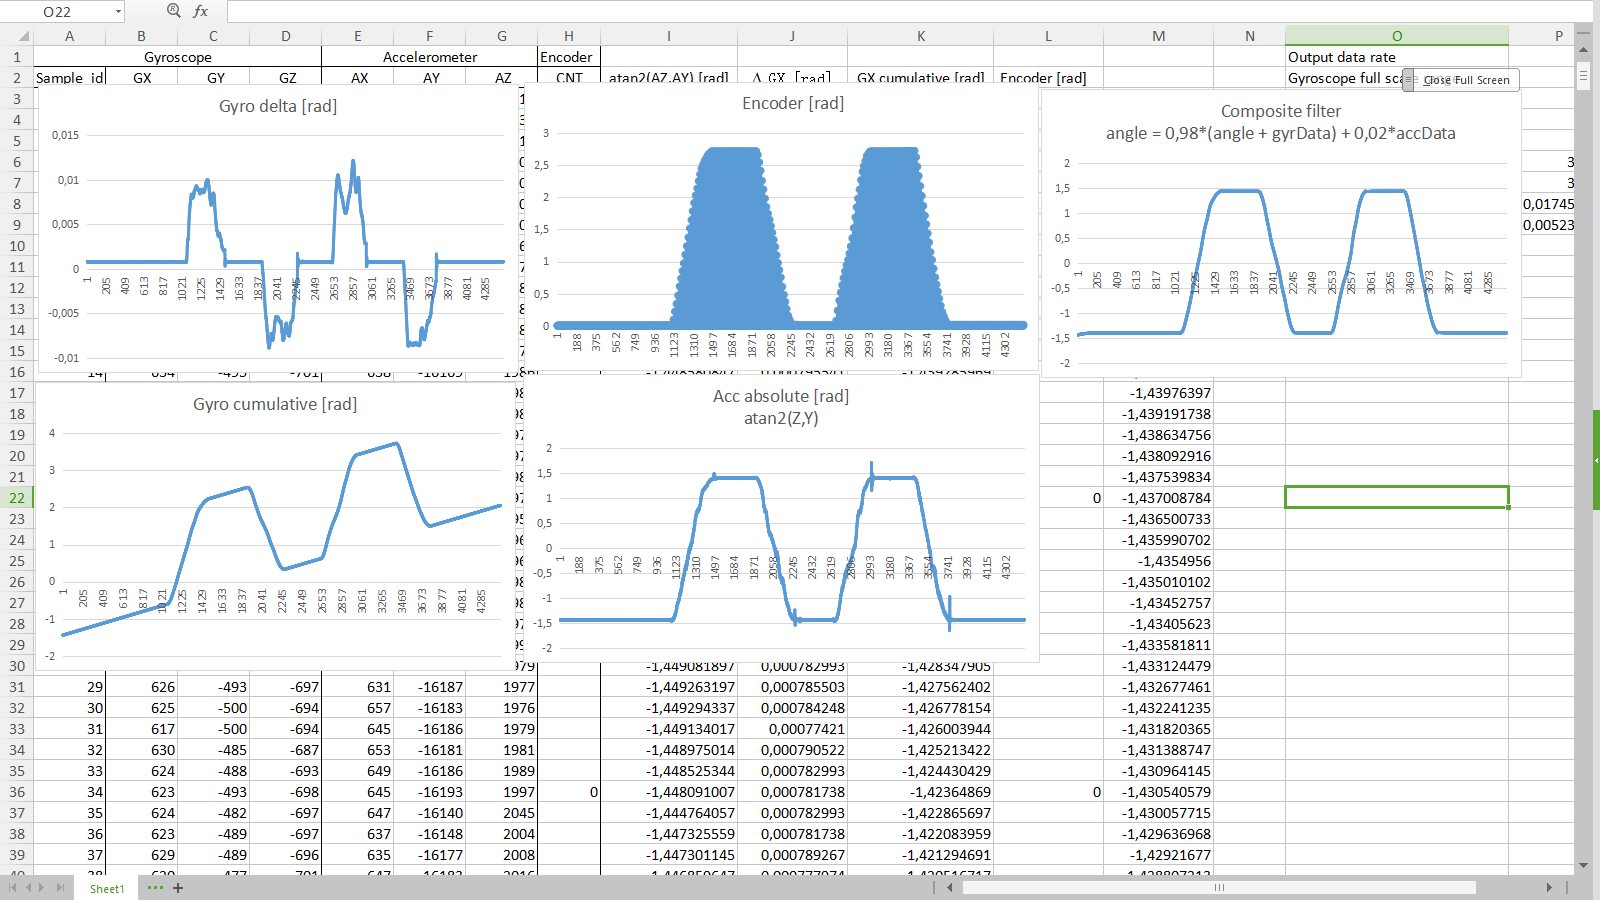 O22
fx
A B C D E F G H I J K L M N O P
1 Gyroscope Accelerometer Encoder Output data rate
2 Sample_id GX GY GZ AX AY AZ CNT atan2(AZ,AY) [rad] Δ GX [rad] GX cumulative [rad] Encoder [rad] Gyroscope full
Close Full Screen
Gyro delta [rad]
0,015
0,01
0,005
0
-0,005
-0,01
1 205 409 613 817 1021 1225 1429 1633 1837 2041 2245 2449 2653 2857 3061 3265 3469 3673 3877 4081 4285
Encoder [rad]
3
2,5
2
1,5
1
0,5
0
1 188 375 562 749 936 1123 1310 1497 1684 1871 2058 2245 2432 2619 2806 2993 3180 3367 3554 3741 3928 4115 4302
Composite filter
angle = 0,98*(angle + gyrData) + 0,02*accData
2
1,5
1
0,5
0
-0,5
-1
-1,5
-2
1 205 409 613 817 1021 1225 1429 1633 1837 2041 2245 2449 2653 2857 3061 3265 3469 3673 3877 4081 4285
Gyro cumulative [rad]
4
3
2
1
0
-1
-2
1 205 409 613 817 1021 1225 1429 1633 1837 2041 2245 2449 2653 2857 3061 3265 3469 3673 3877 4081 4285
Acc absolute [rad]
atan2(Z,Y)
2
1,5
1
0,5
0
-0,5
-1
-1,5
-2
1 188 375 562 749 936 1123 1310 1497 1684 1871 2058 2245 2432 2619 2806 2993 3180 3367 3554 3741 3928 4115 4302
3
4
5
6 3
7 3
8 0,01745
9 0,00523
10
11
12
13
14
15
16
17 -1,43976397
18 -1,439191738
19 -1,438634756
20 -1,438092916
21 -1,437539834
22 0 -1,437008784
23 -1,436500733
24 -1,435990702
25 -1,4354956
26 -1,435010102
27 -1,43452757
28 -1,43405623
29 -1,433581811
30 -1,449081897 0,000782993 -1,428347905 -1,433124479
31 29 626 -493 -697 631 -16187 1977 -1,449263197 0,000785503 -1,427562402 -1,432677461
32 30 625 -500 -694 657 -16183 1976 -1,449294337 0,000784248 -1,426778154 -1,432241235
33 31 617 -500 -694 645 -16186 1979 -1,449134017 0,00077421 -1,426003944 -1,431820365
34 32 630 -485 -687 653 -16181 1981 -1,448975014 0,000790522 -1,425213422 -1,431388747
35 33 624 -488 -693 649 -16186 1989 -1,448525344 0,000782993 -1,424430429 -1,430964145
36 34 623 -493 -698 645 -16193 1997 0 -1,448091007 0,000781738 -1,42364869 0 -1,430540579
37 35 624 -482 -697 647 -16140 2045 -1,444764057 0,000782993 -1,422865697 -1,430057715
38 36 623 -489 -697 637 -16148 2004 -1,447325559 0,000781738 -1,422083959 -1,429636968
39 37 629 -489 -696 635 -16177 2008 -1,447301145 0,000789267 -1,421294691 -1,42921677
Sheet1